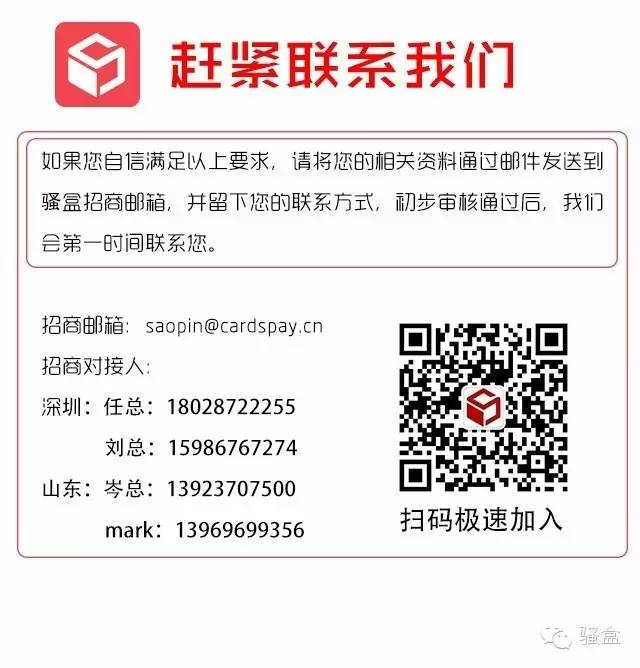 赶紧联系我们
如果您自信满足以上要求，请将您的相关资料通过邮件发送到
骚盒招商邮箱，并留下您的联系方式，初步审核通过后，我们
会第一时间联系您。
招商邮箱：saopin@cardspay.cn
招商对接人：
深圳：任总：18028722255
刘总：15986767274
山东：岑总：13923707500
mark：13969699356
扫码极速加入
骚盒